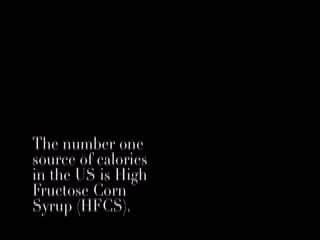 The number one
source of calories
in the US is High
Fructose Corn
Syrup (HFCS).